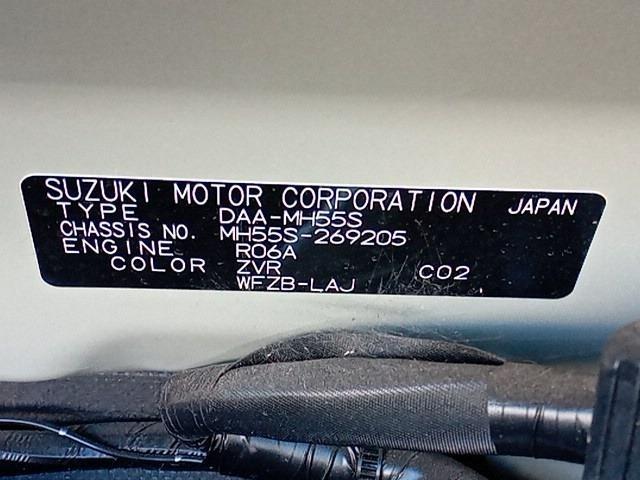 SUZUKI MOTOR CORPORATION JAPAN
TYPE DAA-MH55S
CHASSIS NO. MH55S-269205
ENGINE R06A
COLOR ZVR C02
WFZB-LAJ